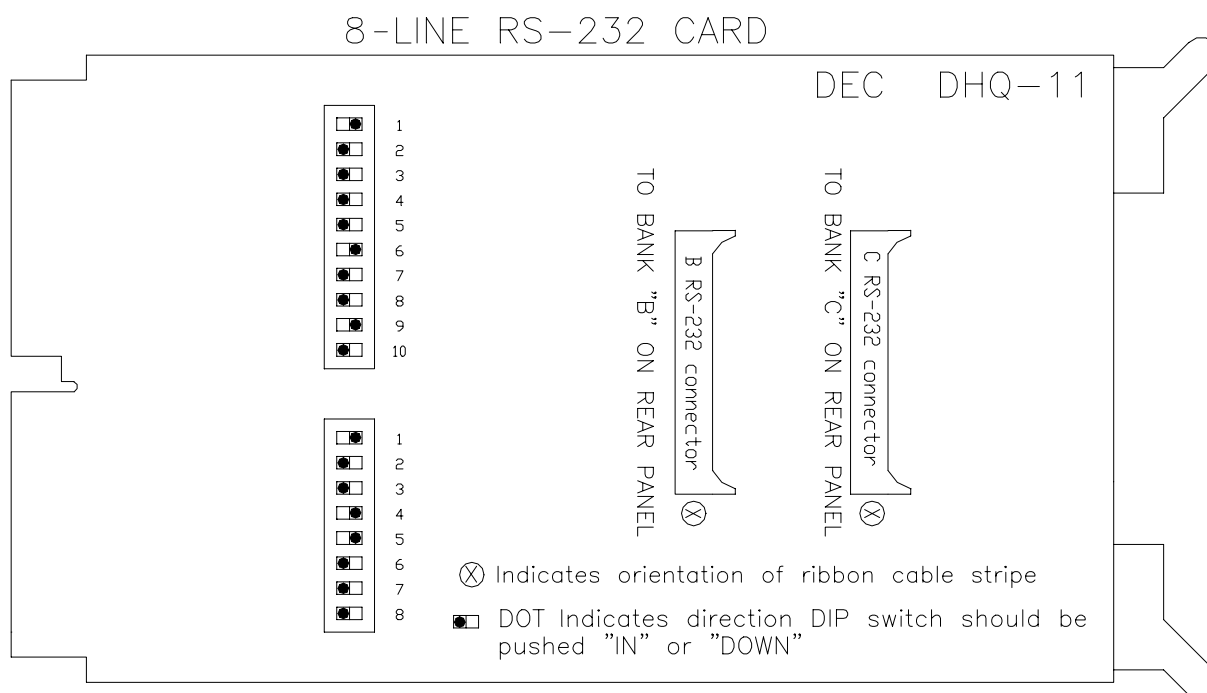 8-LINE RS-232 CARD
DEC DHQ-11
1
2
3
4
5
6
7
8
9
10
1
2
3
4
5
6
7
8
TO BANK "B" ON REAR PANEL
B RS-232 connector
TO BANK "C" ON REAR PANEL
C RS-232 connector
Indicates orientation of ribbon cable stripe
DOT Indicates direction DIP switch should be
pushed "IN" or "DOWN"